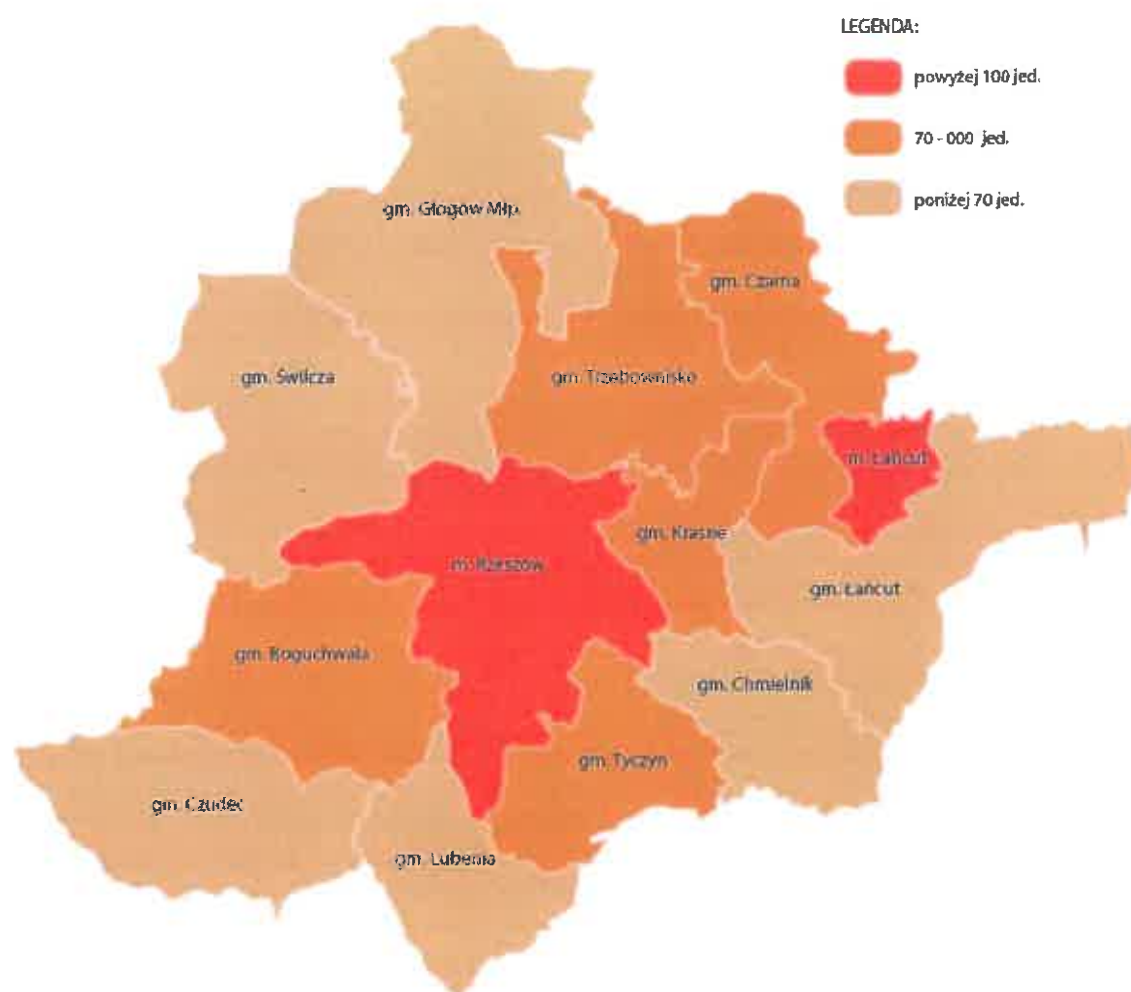 LEGENDA:
powyżej 100 jed.
70 - 000 jed.
poniżej 70 jed.
gm. Głogów Młp.
gm. Czarna
gm. Świlcza
gm. Trzebownisko
m. Łańcut
gm. Krasne
m. Rzeszów
gm. Łańcut
gm. Boguchwała
gm. Chmielnik
gm. Tyczyn
gm. Czudec
gm. Lubenia